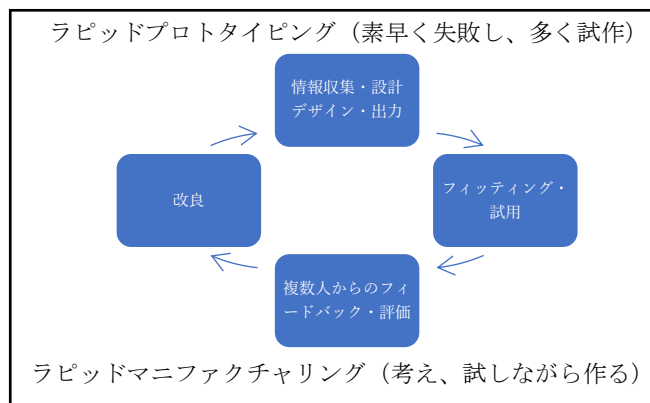 ラピッドプロトタイピング（素早く失敗し、多く試作）
情報収集・設計
デザイン・出力
フィッティング・
試用
改良
複数人からのフィ
ードバック・評価
ラピッドマニファクチャリング（考え、試しながら作る）